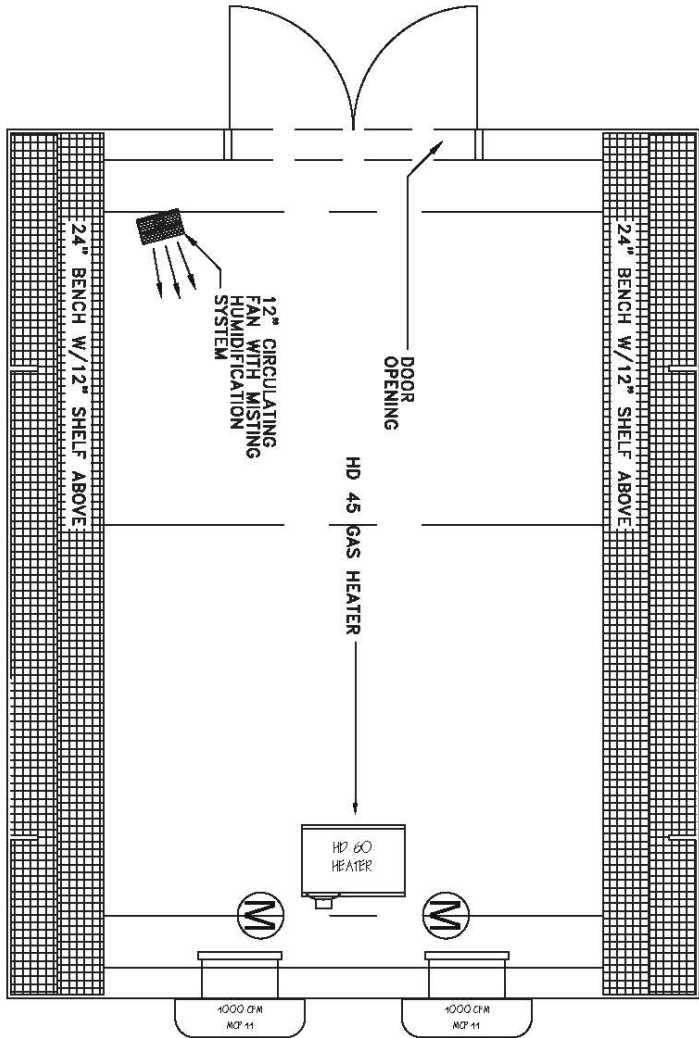 24" BENCH W/12" SHELF ABOVE
24" BENCH W/12" SHELF ABOVE
12" CIRCULATING
FAN WITH MISTING
HUMIDIFICATION
SYSTEM
DOOR
OPENING
HD 45 GAS HEATER
HD 60
HEATER
M
M
1000 CFM
MCP 11
1000 CFM
MCP 11